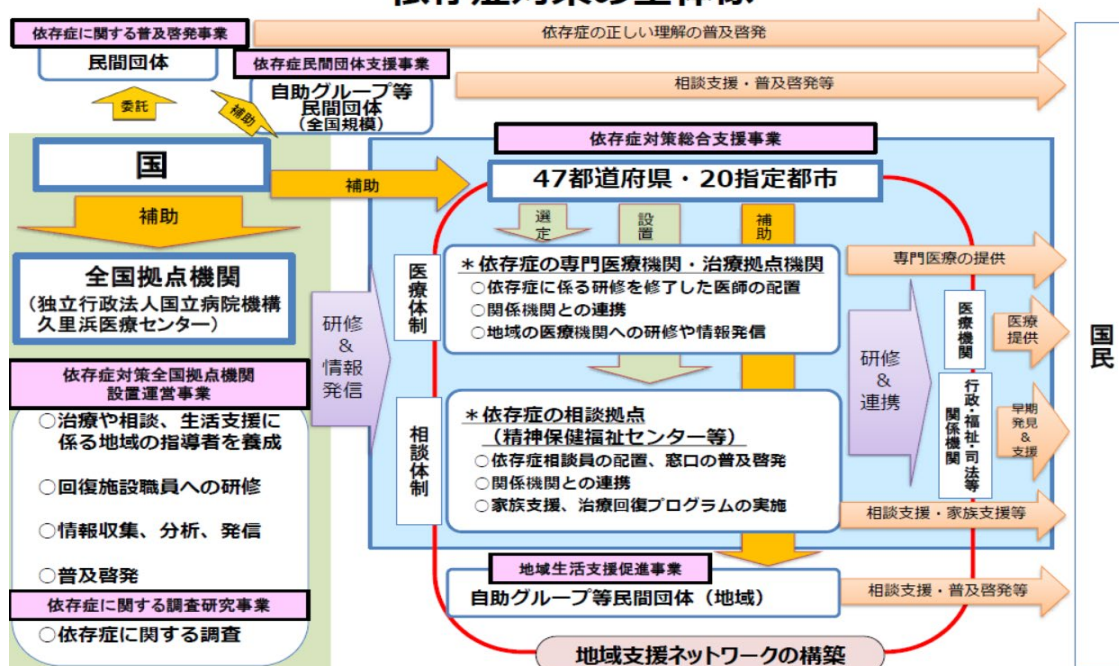 依存症対策の全体像
依存症に関する普及啓発事業
民間団体
依存症の正しい理解の普及啓発
委託
補助
依存症民間団体支援事業
自助グループ等
民間団体
（全国規模）
相談支援・普及啓発等
国
補助
補助
全国拠点機関
（独立行政法人国立病院機構
久里浜医療センター）
依存症対策全国拠点機関
設置運営事業
○治療や相談、生活支援に
係る地域の指導者を養成
○回復施設職員への研修
○情報収集、分析、発信
○普及啓発
依存症に関する調査研究事業
○依存症に関する調査
研修
＆
情報
発信
依存症対策総合支援事業
47都道府県・20指定都市
選定
設置
補助
医療体制
＊依存症の専門医療機関・治療拠点機関
○依存症に係る研修を修了した医師の配置
○関係機関との連携
○地域の医療機関への研修や情報発信
相談体制
＊依存症の相談拠点
（精神保健福祉センター等）
○依存症相談員の配置、窓口の普及啓発
○関係機関との連携
○家族支援、治療回復プログラムの実施
専門医療の提供
研修
＆
連携
医療機関
医療
提供
行政・福祉・司法等
関係機関
早期
発見
＆
支援
相談支援・家族支援等
地域生活支援促進事業
自助グループ等民間団体（地域）
相談支援・普及啓発等
地域支援ネットワークの構築
国民